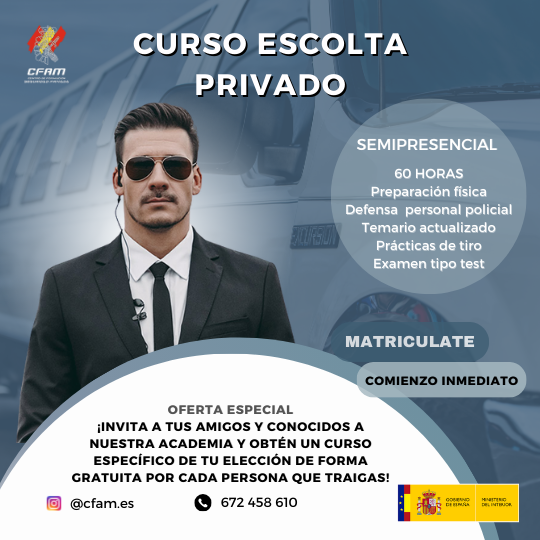 CFAM
CURSO ESCOLTA
PRIVADO
SEMIPRESENCIAL
60 HORAS
Preparación física
Defensa personal policial
Temario actualizado
Prácticas de tiro
Examen tipo test
EXCURSION
MATRICULATE
COMIENZO INMEDIATO
OFERTA ESPECIAL
¡INVITA A TUS AMIGOS Y CONOCIDOS A
NUESTRA ACADEMIA Y OBTÉN UN CURSO
ESPECÍFICO DE TU ELECCIÓN DE FORMA
GRATUITA POR CADA PERSONA QUE TRAIGAS!
@cfam.es
672 458 610
GOBIERNO
DE ESPAÑA
MINISTERIO
DEL INTERIOR